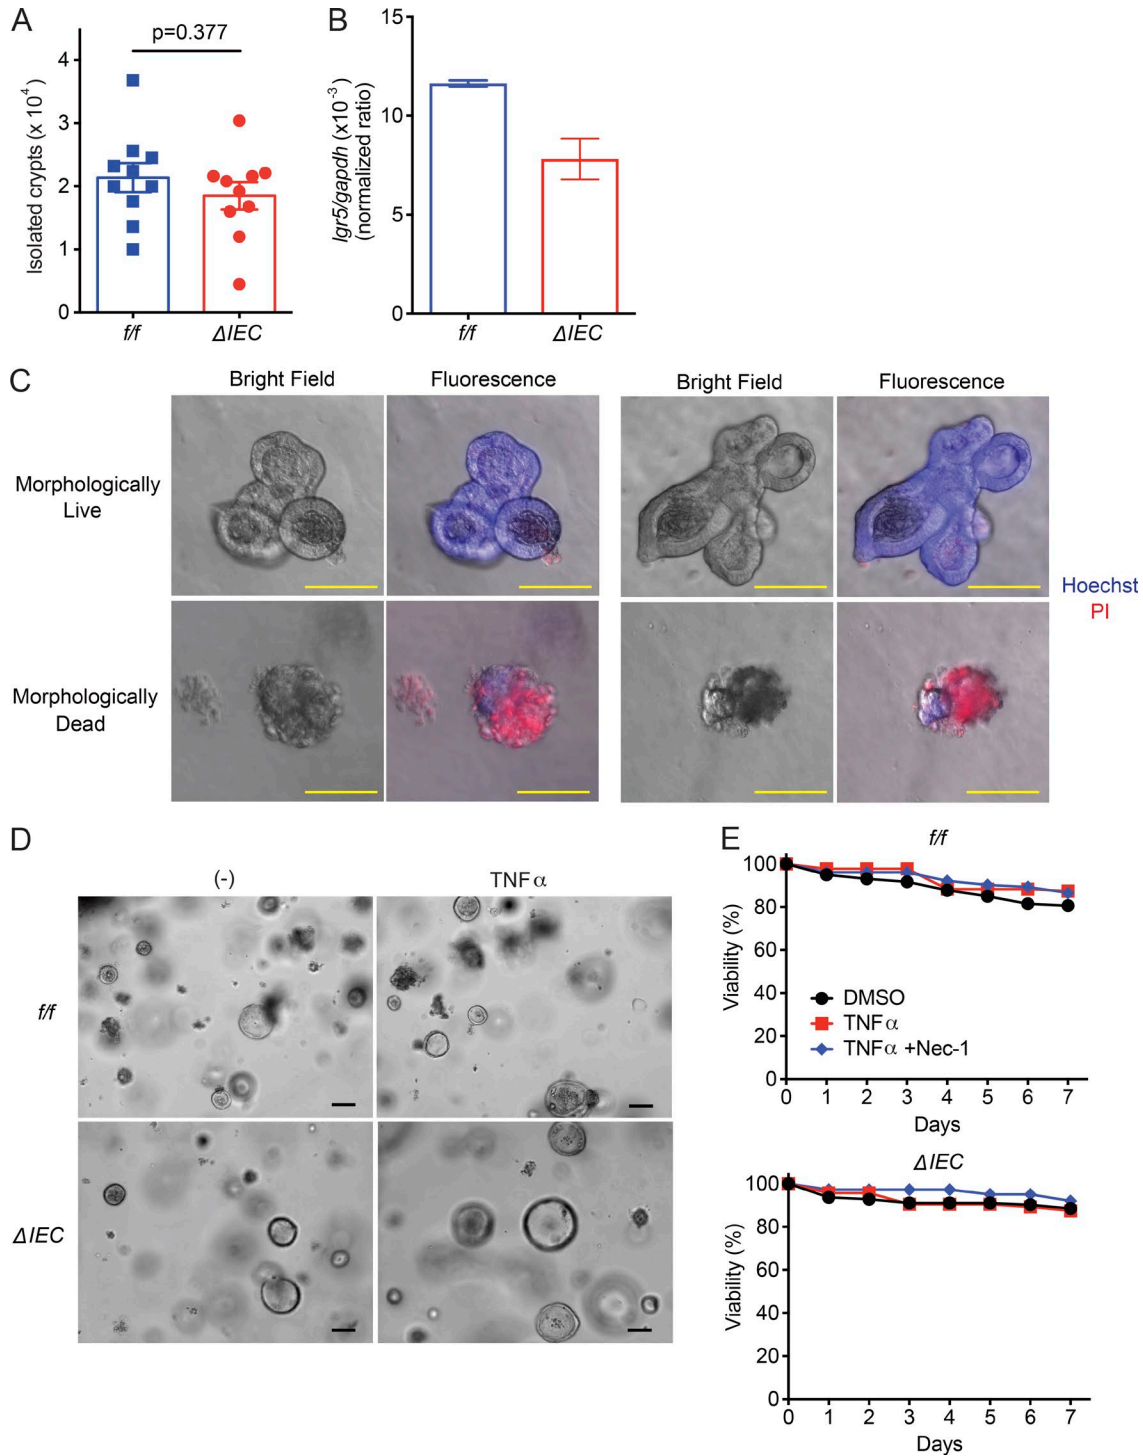 A
p=0.377
Isolated crypts (x 10⁴)
4
3
2
1
0
f/f
ΔIEC
B
lgr5/gapdh (x10⁻³)
(normalized ratio)
15
10
5
0
f/f
ΔIEC
C
Bright Field
Fluorescence
Bright Field
Fluorescence
Morphologically
Live
Morphologically
Dead
Hoechst
PI
D
(-)
TNFα
f/f
ΔIEC
E
f/f
Viability (%)
100
80
60
40
20
0
DMSO
TNFα
TNFα +Nec-1
0 1 2 3 4 5 6 7
Days
ΔIEC
Viability (%)
100
80
60
40
20
0
0 1 2 3 4 5 6 7
Days